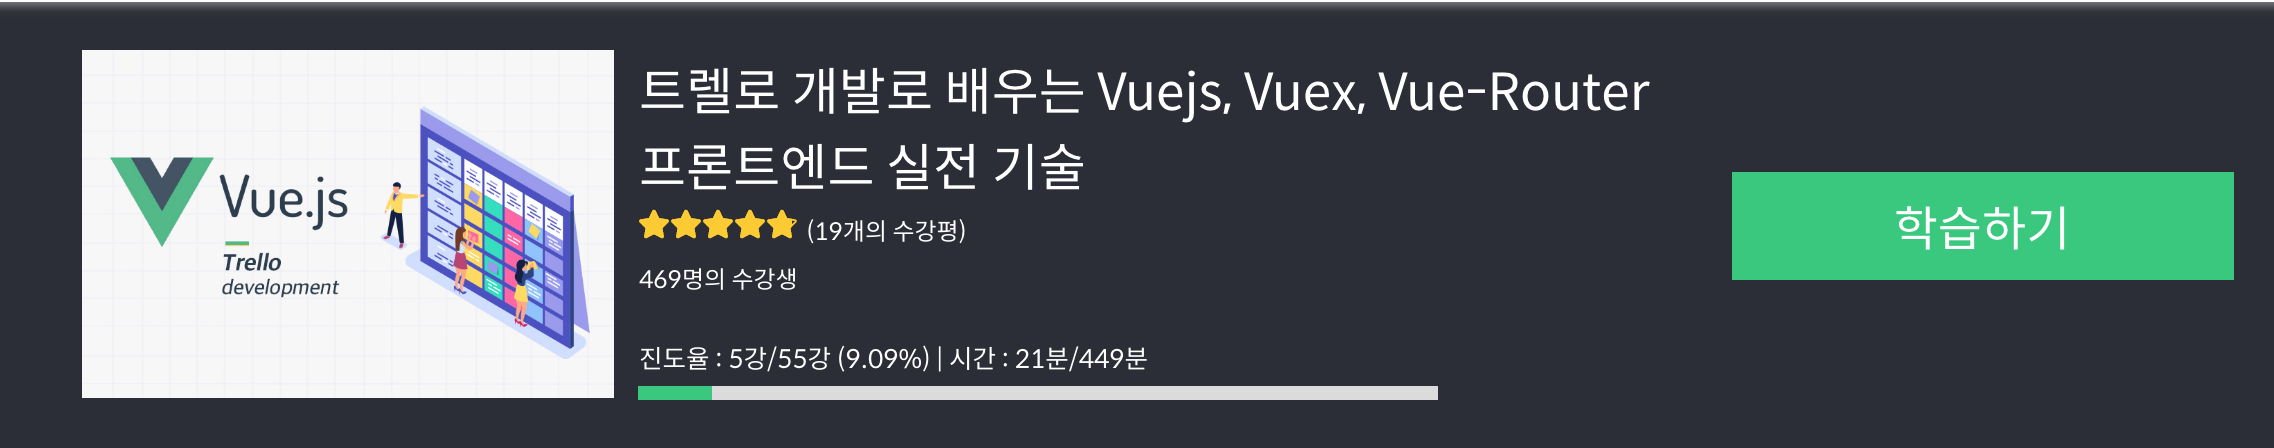 Vue.js
Trello
development
트렐로 개발로 배우는 Vuejs, Vuex, Vue-Router
프론트엔드 실전 기술
(19개의 수강평)
469명의 수강생
진도율 : 5강/55강 (9.09%) | 시간 : 21분/449분
학습하기